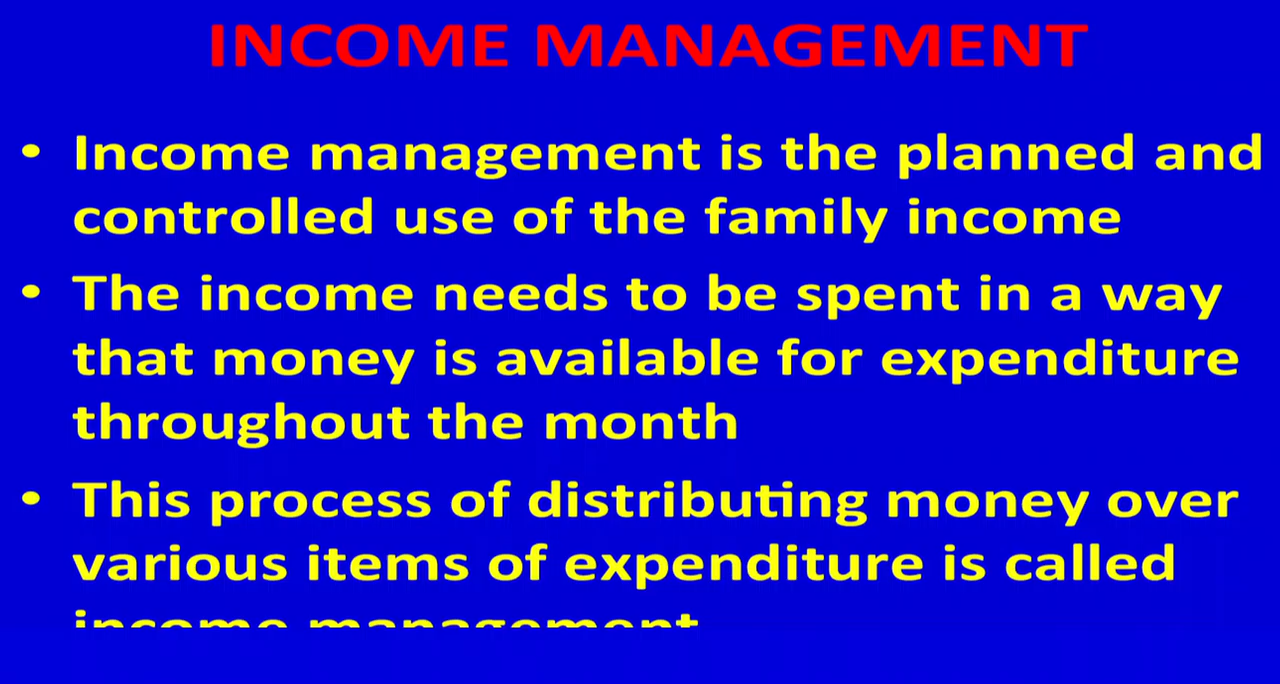 INCOME MANAGEMENT
• Income management is the planned and
controlled use of the family income
• The income needs to be spent in a way
that money is available for expenditure
throughout the month
• This process of distributing money over
various items of expenditure is called
income management